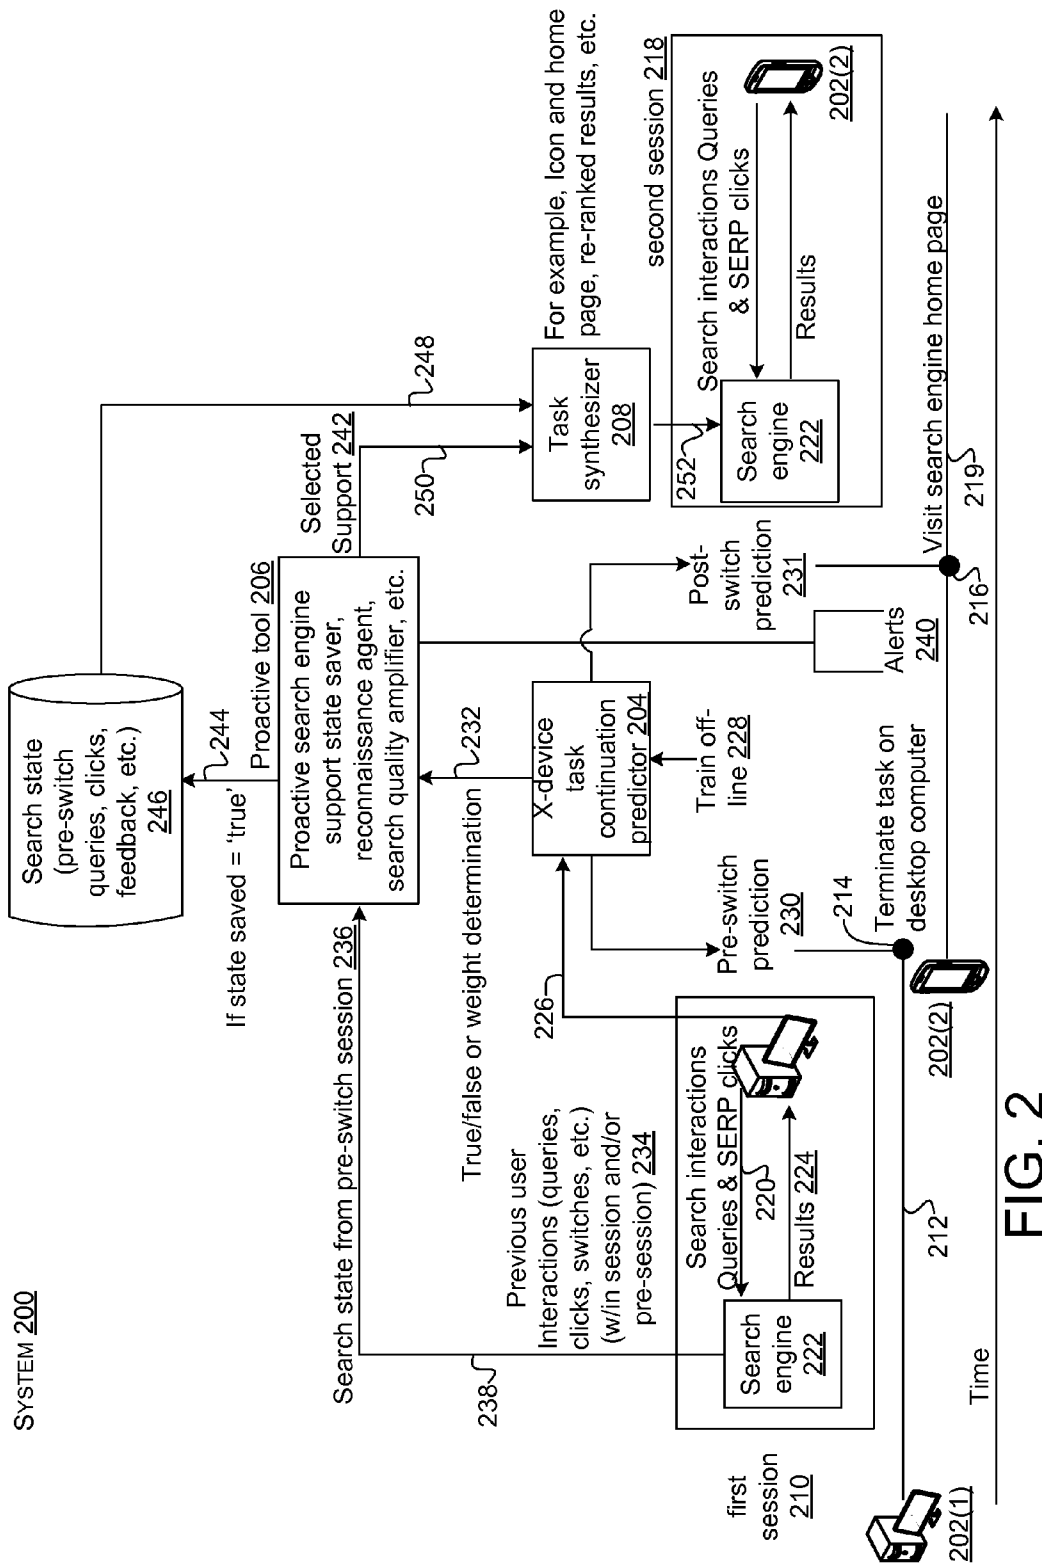 SYSTEM 200
Search state
(pre-switch
queries, clicks,
feedback, etc.)
246
If state saved = 'true'
244
Proactive tool 206
Proactive search engine
support state saver,
reconnaissance agent,
search quality amplifier, etc.
Selected
Support 242
250
248
Search state from pre-switch session 236
238
True/false or weight determination
232
Previous user
Interactions (queries,
clicks, switches, etc.)
(w/in session and/or
pre-session) 234
226
X-device
task
continuation
predictor 204
Train off-
line 228
Task
synthesizer
208
For example, Icon and home
page, re-ranked results, etc.
252
first
session
210
Search interactions
Queries & SERP clicks
220
Search
engine
222
Results 224
Pre-switch
prediction
230
Post-
switch
prediction
231
Alerts
240
second session 218
Search interactions Queries
& SERP clicks
Search
engine
222
Results
202(2)
202(1)
212
214
Terminate task on
desktop computer
202(2)
216
Visit search engine home page
219
Time
FIG. 2